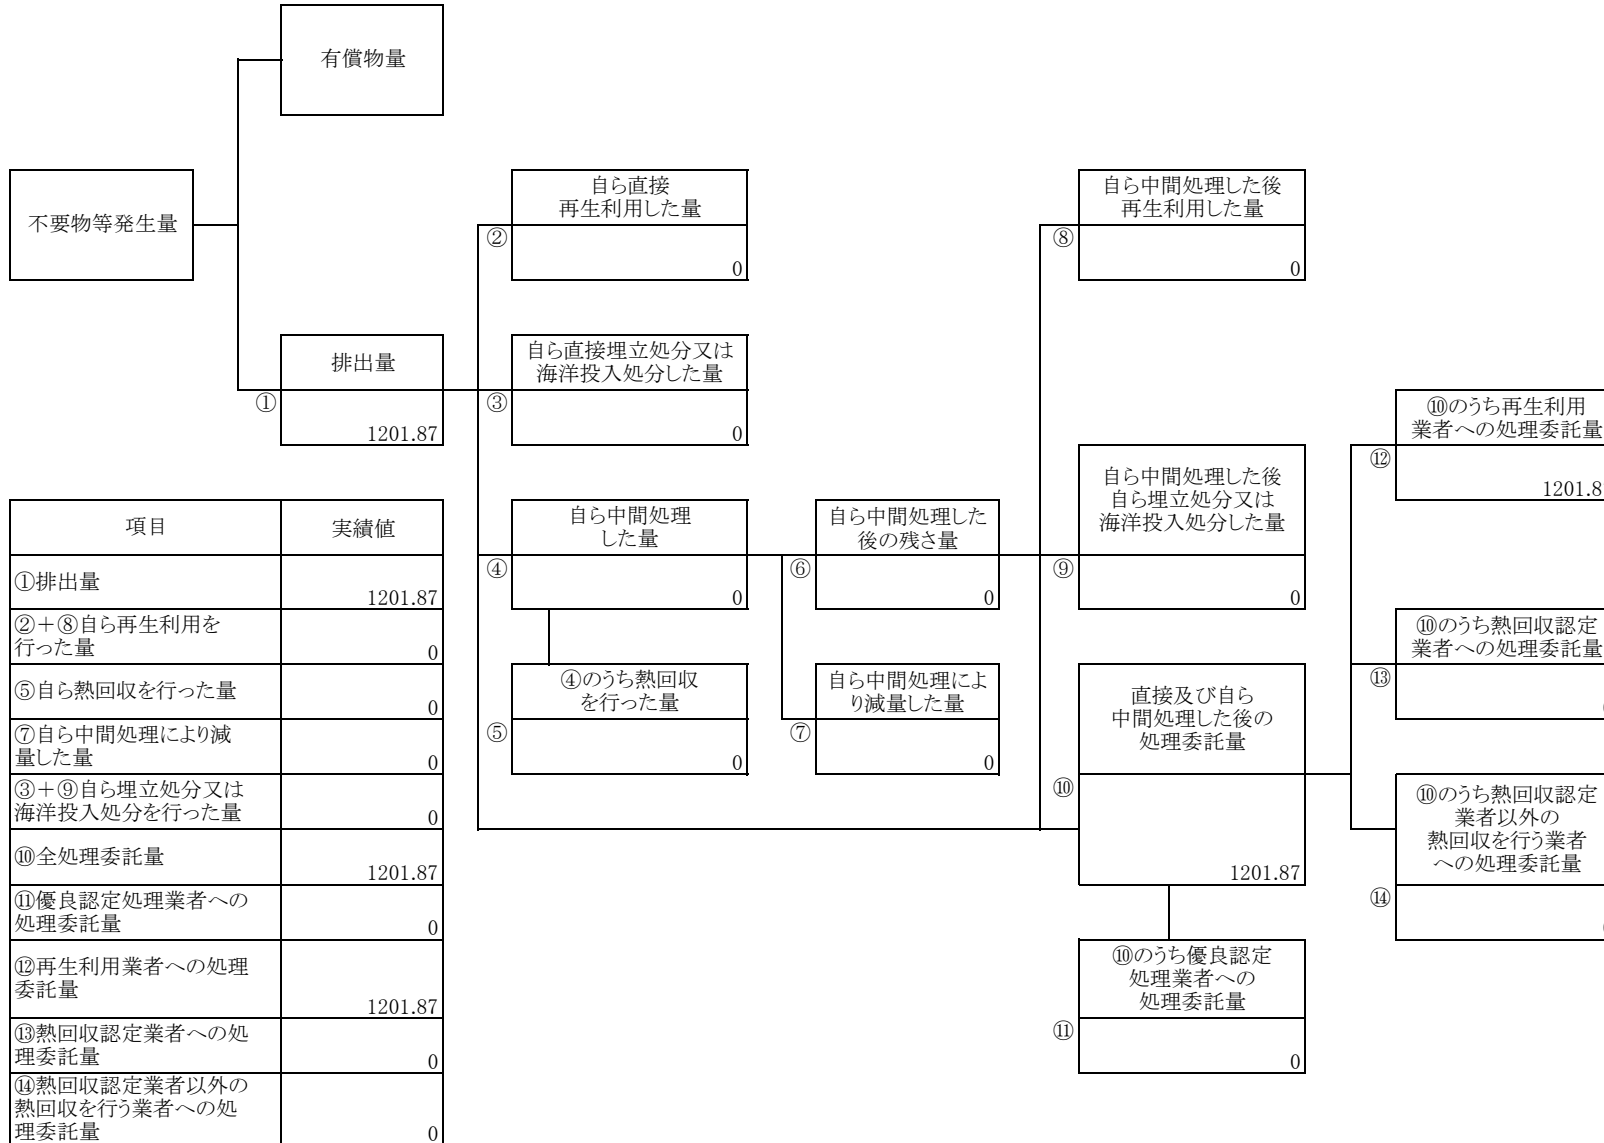 有償物量
不要物等発生量
排出量
①
1201.87
自ら直接
再生利用した量
②
0
自ら直接埋立処分又は
海洋投入処分した量
③
0
自ら中間処理
した量
④
0
④のうち熱回収
を行った量
⑤
0
自ら中間処理した
後の残さ量
⑥
0
自ら中間処理によ
り減量した量
⑦
0
自ら中間処理した後
再生利用した量
⑧
0
自ら中間処理した後
自ら埋立処分又は
海洋投入処分した量
⑨
0
直接及び自ら
中間処理した後の
処理委託量
⑩
1201.87
⑩のうち優良認定
処理業者への
処理委託量
⑪
0
⑩のうち再生利用
業者への処理委託量
⑫
1201.8
⑩のうち熱回収認定
業者への処理委託量
⑬
⑩のうち熱回収認定
業者以外の
熱回収を行う業者
への処理委託量
⑭
項目 実績値
①排出量 1201.87
②+⑧自ら再生利用を
行った量 0
⑤自ら熱回収を行った量 0
⑦自ら中間処理により減
量した量 0
③+⑨自ら埋立処分又は
海洋投入処分を行った量 0
⑩全処理委託量 1201.87
⑪優良認定処理業者への
処理委託量 0
⑫再生利用業者への処理
委託量 1201.87
⑬熱回収認定業者への処
理委託量 0
⑭熱回収認定業者以外の
熱回収を行う業者への処
理委託量 0